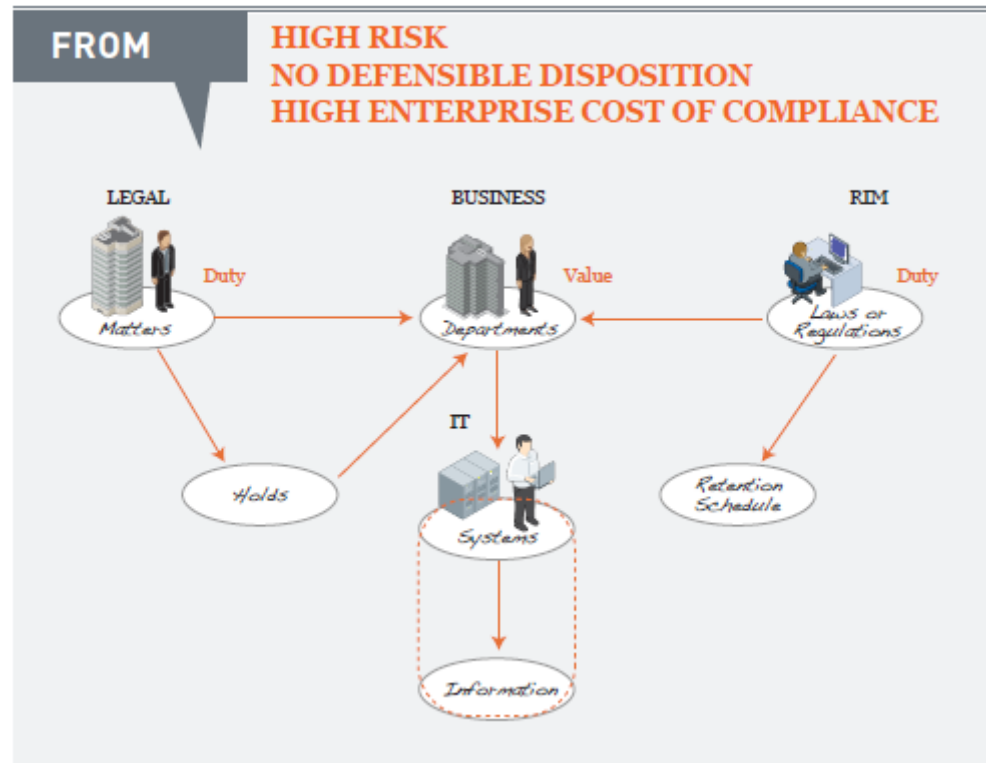 FROM
HIGH RISK
NO DEFENSIBLE DISPOSITION
HIGH ENTERPRISE COST OF COMPLIANCE
LEGAL
BUSINESS
RIM
Duty
Value
Duty
Matters
Departments
Laws or
Regulations
IT
Holds
Retention
Schedule
Systems
Information